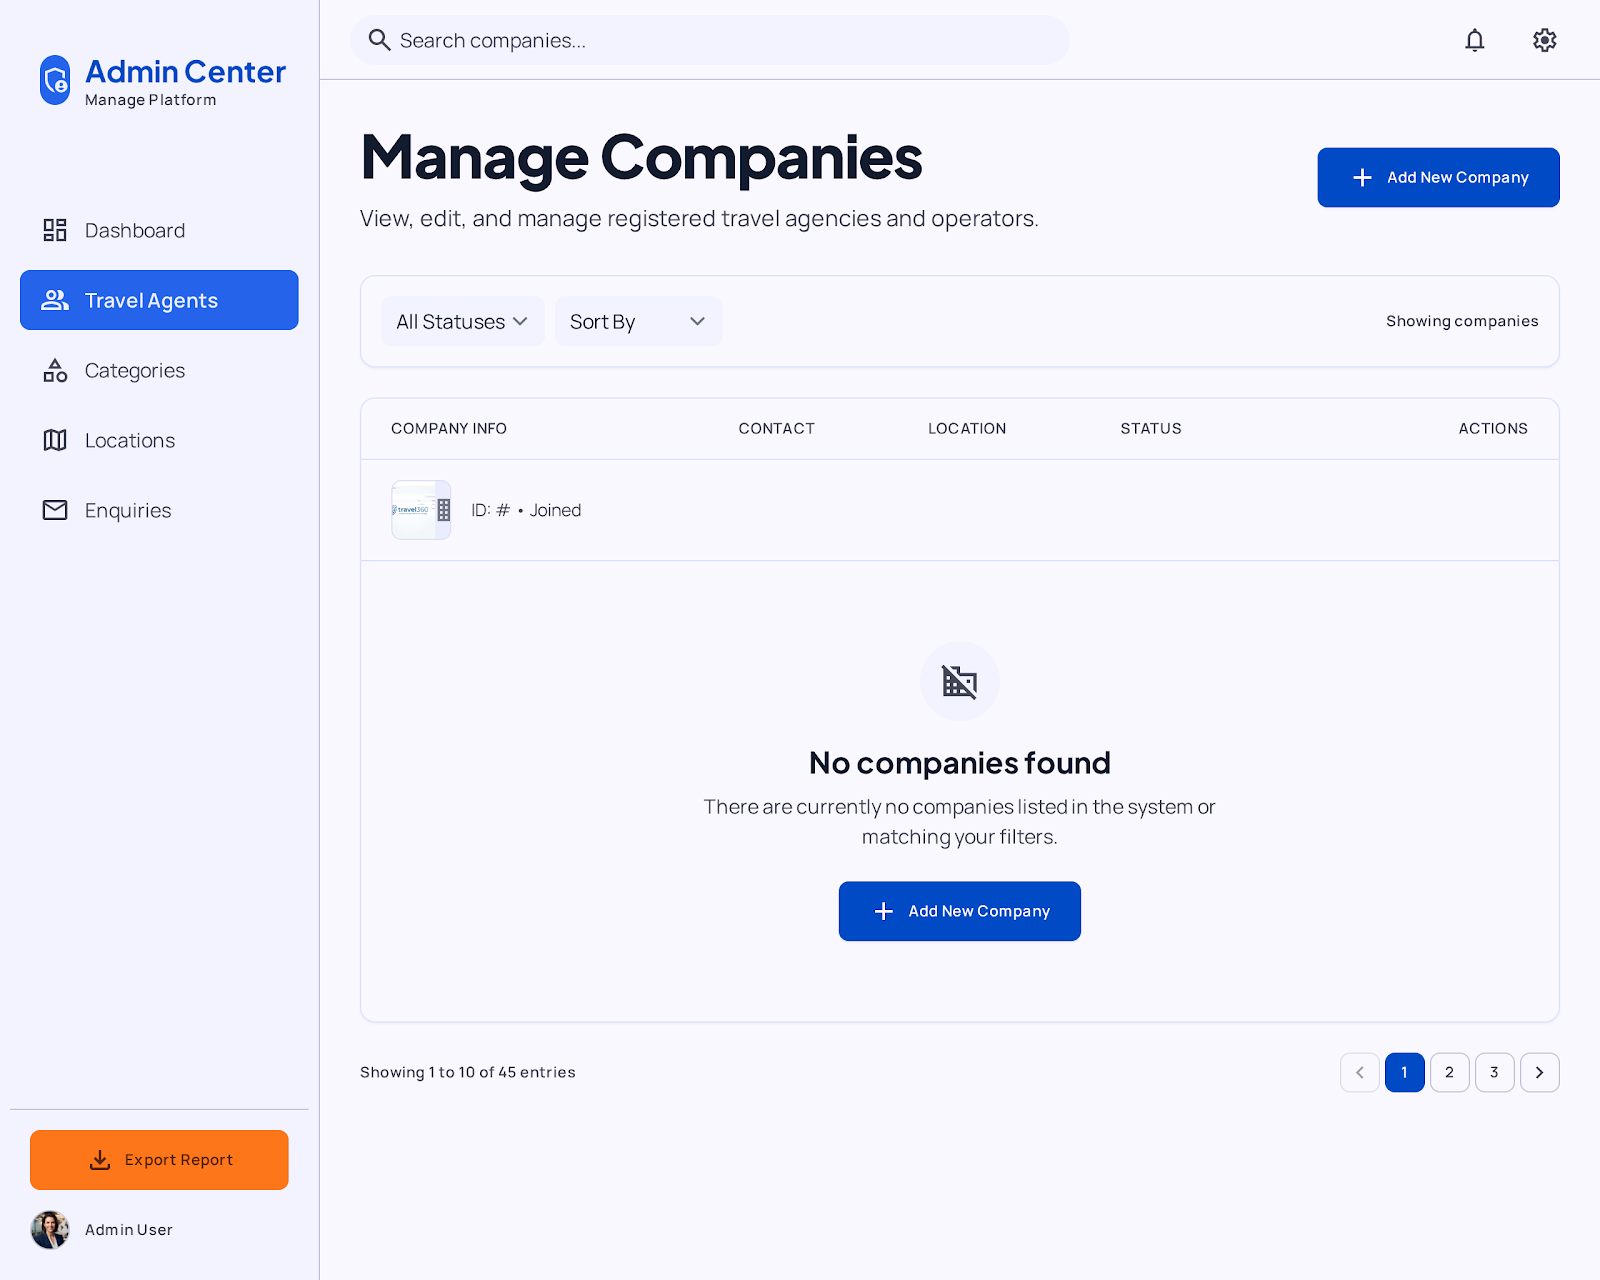 Admin Center
Manage Platform
Dashboard
Travel Agents
Categories
Locations
Enquiries
Export Report
Admin User
Search companies...
Manage Companies
View, edit, and manage registered travel agencies and operators.
Add New Company
All Statuses
Sort By
Showing companies
COMPANY INFO
CONTACT
LOCATION
STATUS
ACTIONS
travel360
ID: # • Joined
No companies found
There are currently no companies listed in the system or
matching your filters.
Add New Company
Showing 1 to 10 of 45 entries
1
2
3